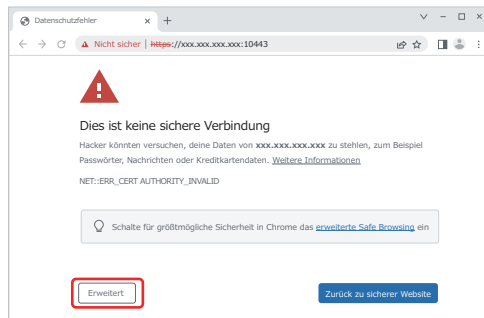 Datenschutzfehler
Nicht sicher | https://xxx.xxx.xxx.xxx:10443
Dies ist keine sichere Verbindung
Hacker könnten versuchen, deine Daten von xxx.xxx.xxx.xxx zu stehlen, zum Beispiel
Passwörter, Nachrichten oder Kreditkartendaten. Weitere Informationen
NET::ERR_CERT AUTHORITY_INVALID
Schalte für größtmögliche Sicherheit in Chrome das erweiterte Safe Browsing ein
Erweitert
Zurück zu sicherer Website